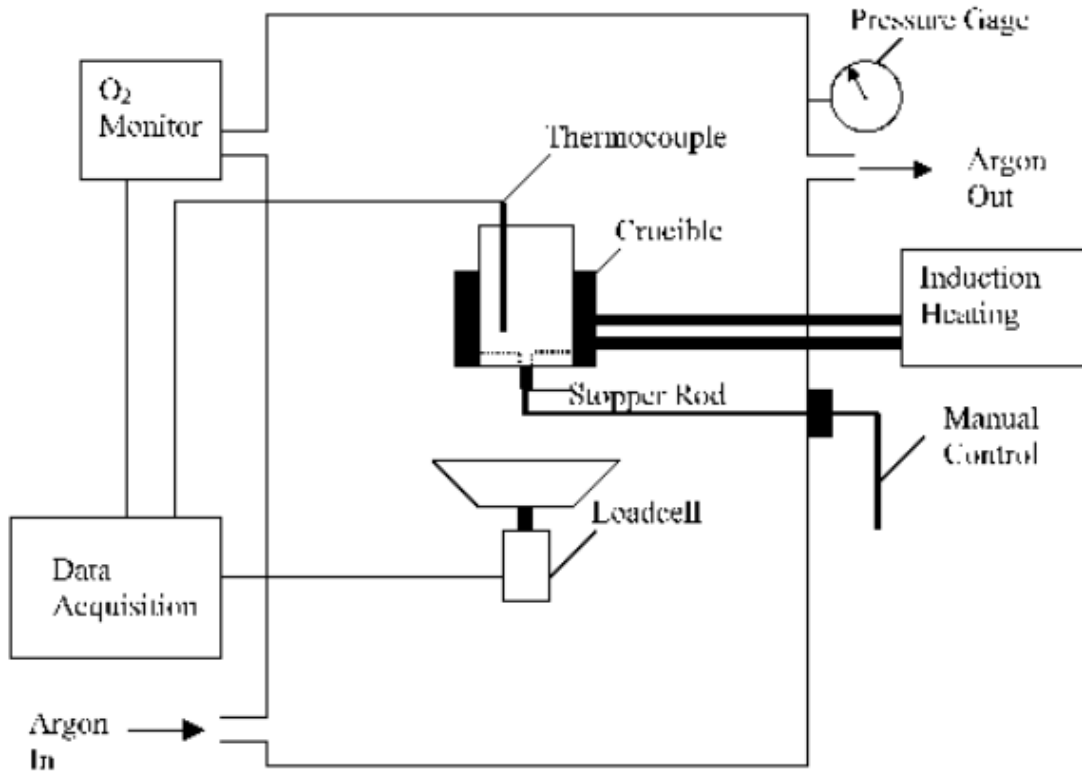 Pressure Gage
O₂
Monitor
Thermocouple
Argon
Out
Crucible
Induction
Heating
Stopper Rod
Manual
Control
Loadcell
Data
Acquisition
Argon
In